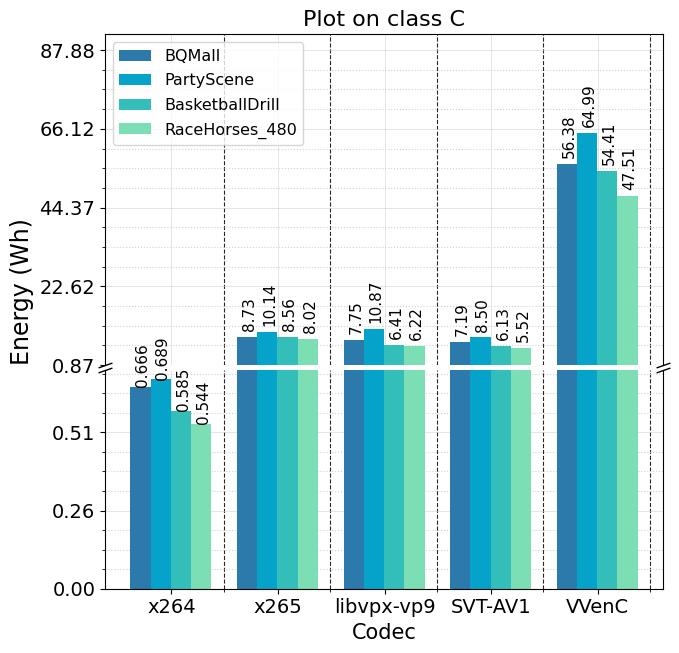 Plot on class C
87.88
66.12
44.37
22.62
0.87
0.51
0.26
0.00
Energy (Wh)
BQMall
PartyScene
BasketballDrill
RaceHorses_480
0.666
0.689
0.585
0.544
8.73
10.14
8.56
8.02
7.75
10.87
6.41
6.22
7.19
8.50
6.13
5.52
56.38
64.99
54.41
47.51
x264
x265
libvpx-vp9
SVT-AV1
VVenC
Codec